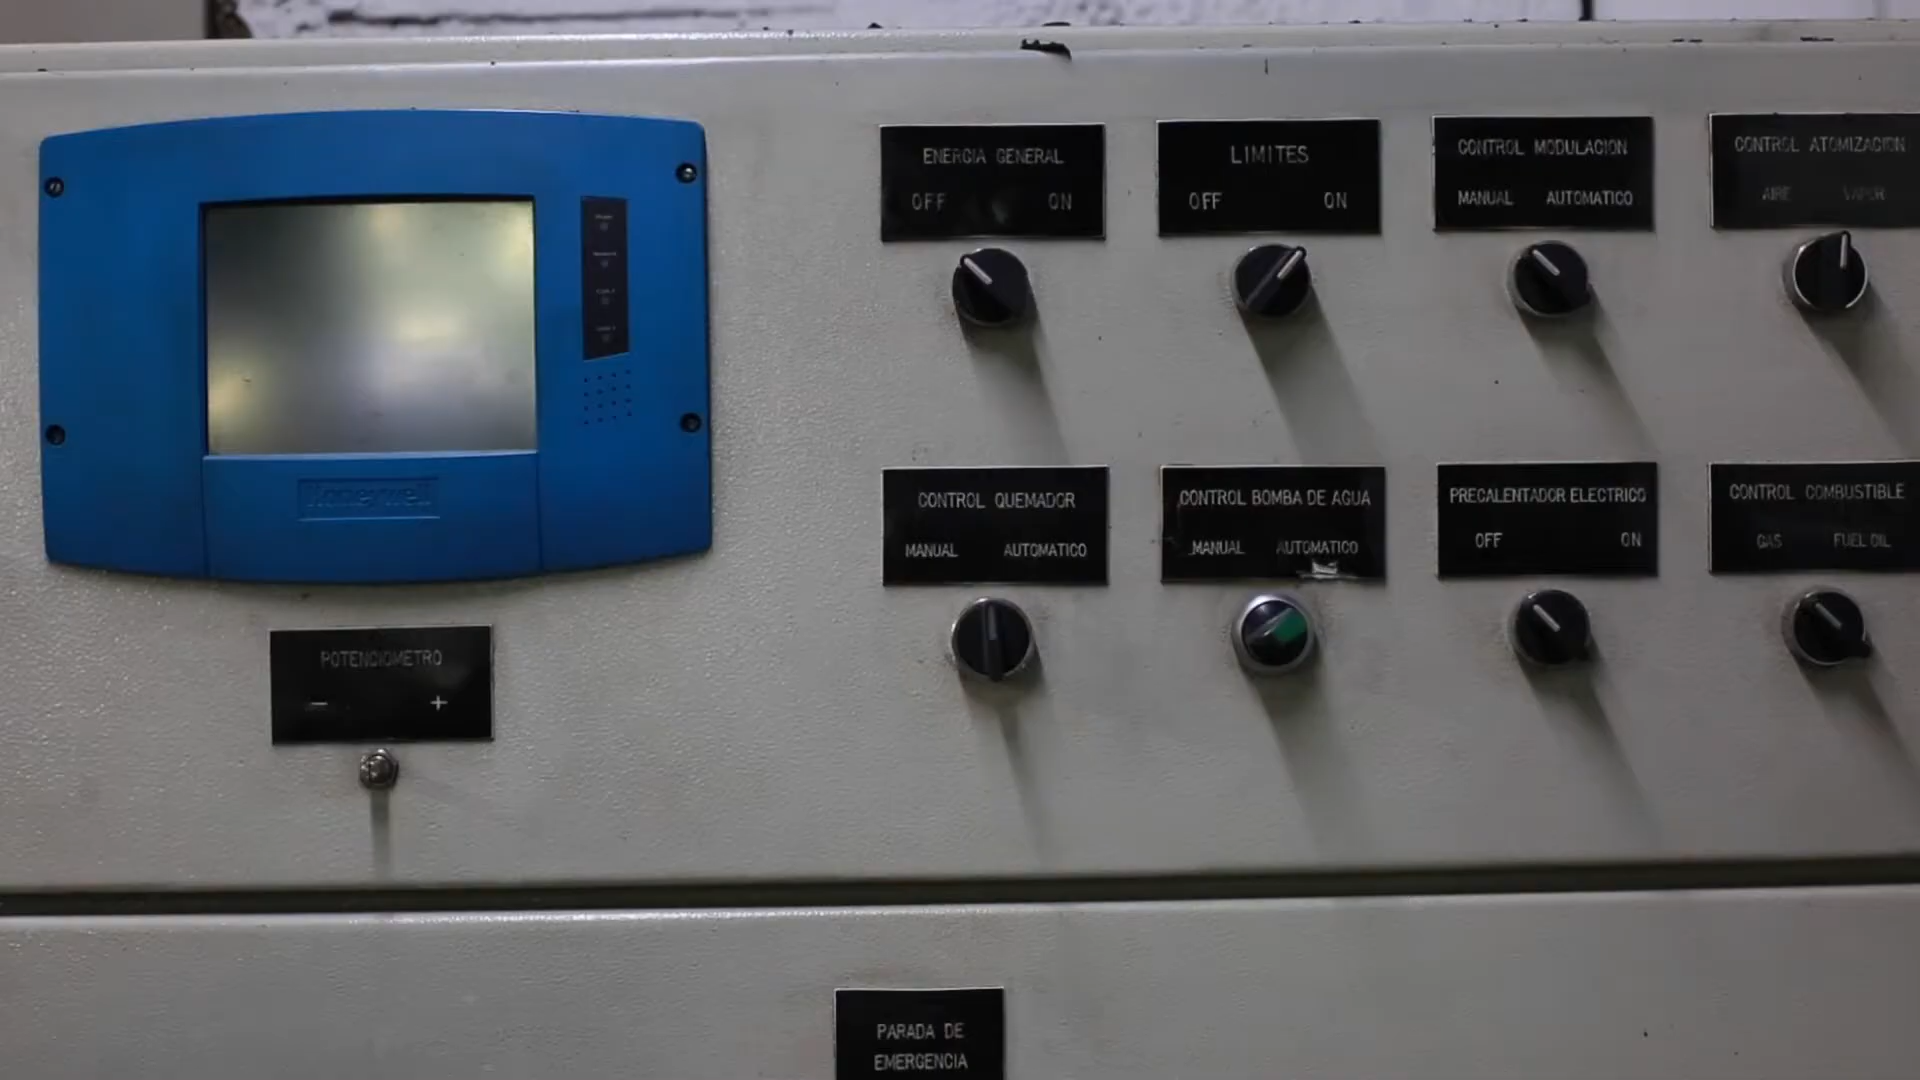 Honeywell
ENERGIA GENERAL
OFF ON
LIMITES
OFF ON
CONTROL MODULACION
MANUAL AUTOMATICO
CONTROL ATOMIZACION
AIRE VAPOR
CONTROL QUEMADOR
MANUAL AUTOMATICO
CONTROL BOMBA DE AGUA
MANUAL AUTOMATICO
PRECALENTADOR ELECTRICO
OFF ON
CONTROL COMBUSTIBLE
GAS FUEL OIL
POTENCIOMETRO
- +
PARADA DE
EMERGENCIA